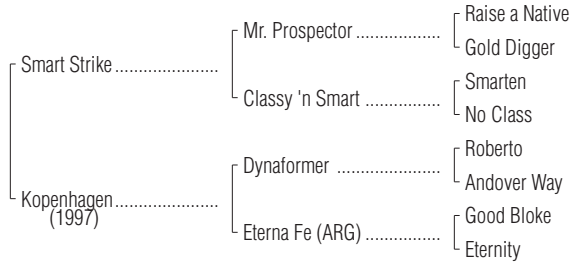 Raise a Native
Mr. Prospector ..................
Gold Digger
Smart Strike ......................
Smarten
Classy 'n Smart ................
No Class
Roberto
Dynaformer ......................
Andover Way
Kopenhagen ......................
(1997)
Good Bloke
Eterna Fe (ARG) ................
Eternity